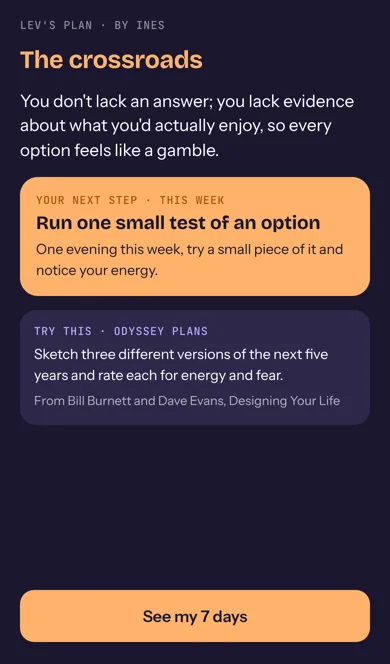 LEV'S PLAN · BY INES
The crossroads
You don't lack an answer; you lack evidence
about what you'd actually enjoy, so every
option feels like a gamble.
YOUR NEXT STEP · THIS WEEK
Run one small test of an option
One evening this week, try a small piece of it and
notice your energy.
TRY THIS · ODYSSEY PLANS
Sketch three different versions of the next five
years and rate each for energy and fear.
From Bill Burnett and Dave Evans, Designing Your Life
See my 7 days